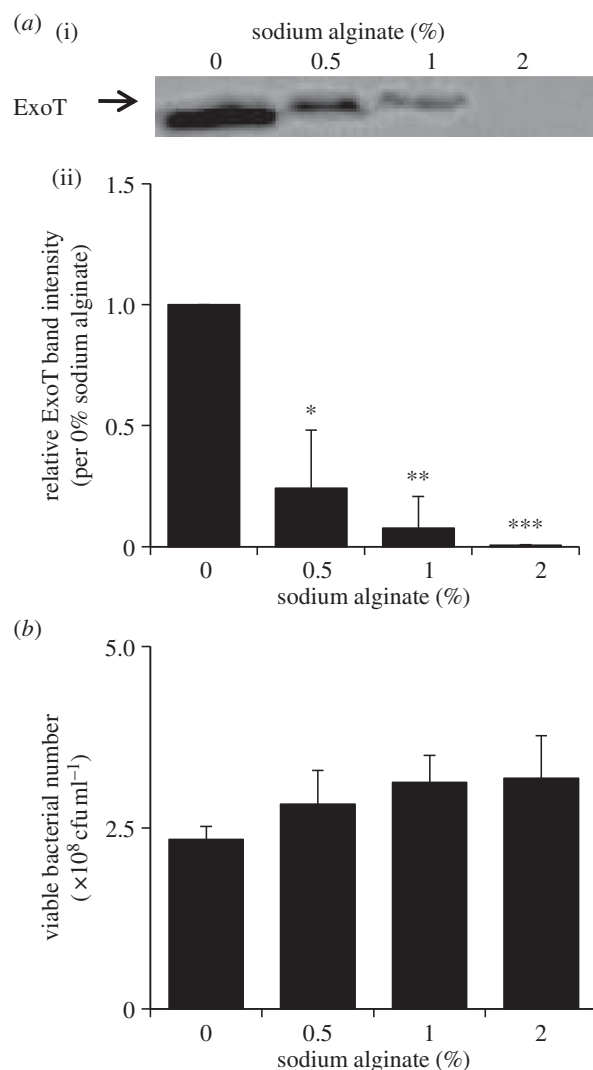 (a) (i) sodium alginate (%)
0 0.5 1 2
ExoT
(ii)
1.5
1.0
0.5
0
relative ExoT band intensity
(per 0% sodium alginate)
*
**
***
0 0.5 1 2
sodium alginate (%)
(b)
5.0
2.5
0
viable bacterial number
(×10⁸ cfu ml⁻¹)
0 0.5 1 2
sodium alginate (%)